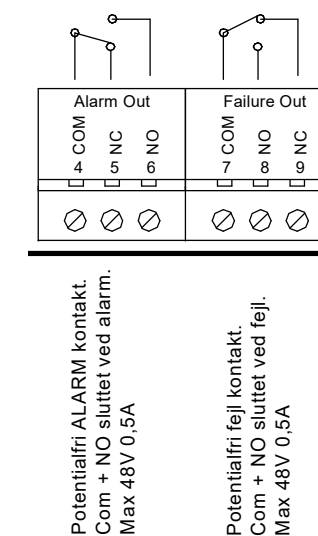 Alarm Out
Failure Out
COM
NC
NO
COM
NO
NC
4
5
6
7
8
9
Potentialfri ALARM kontakt.
Com + NO sluttet ved alarm.
Max 48V 0,5A
Potentialfri fejl kontakt.
Com + NO sluttet ved fejl.
Max 48V 0,5A